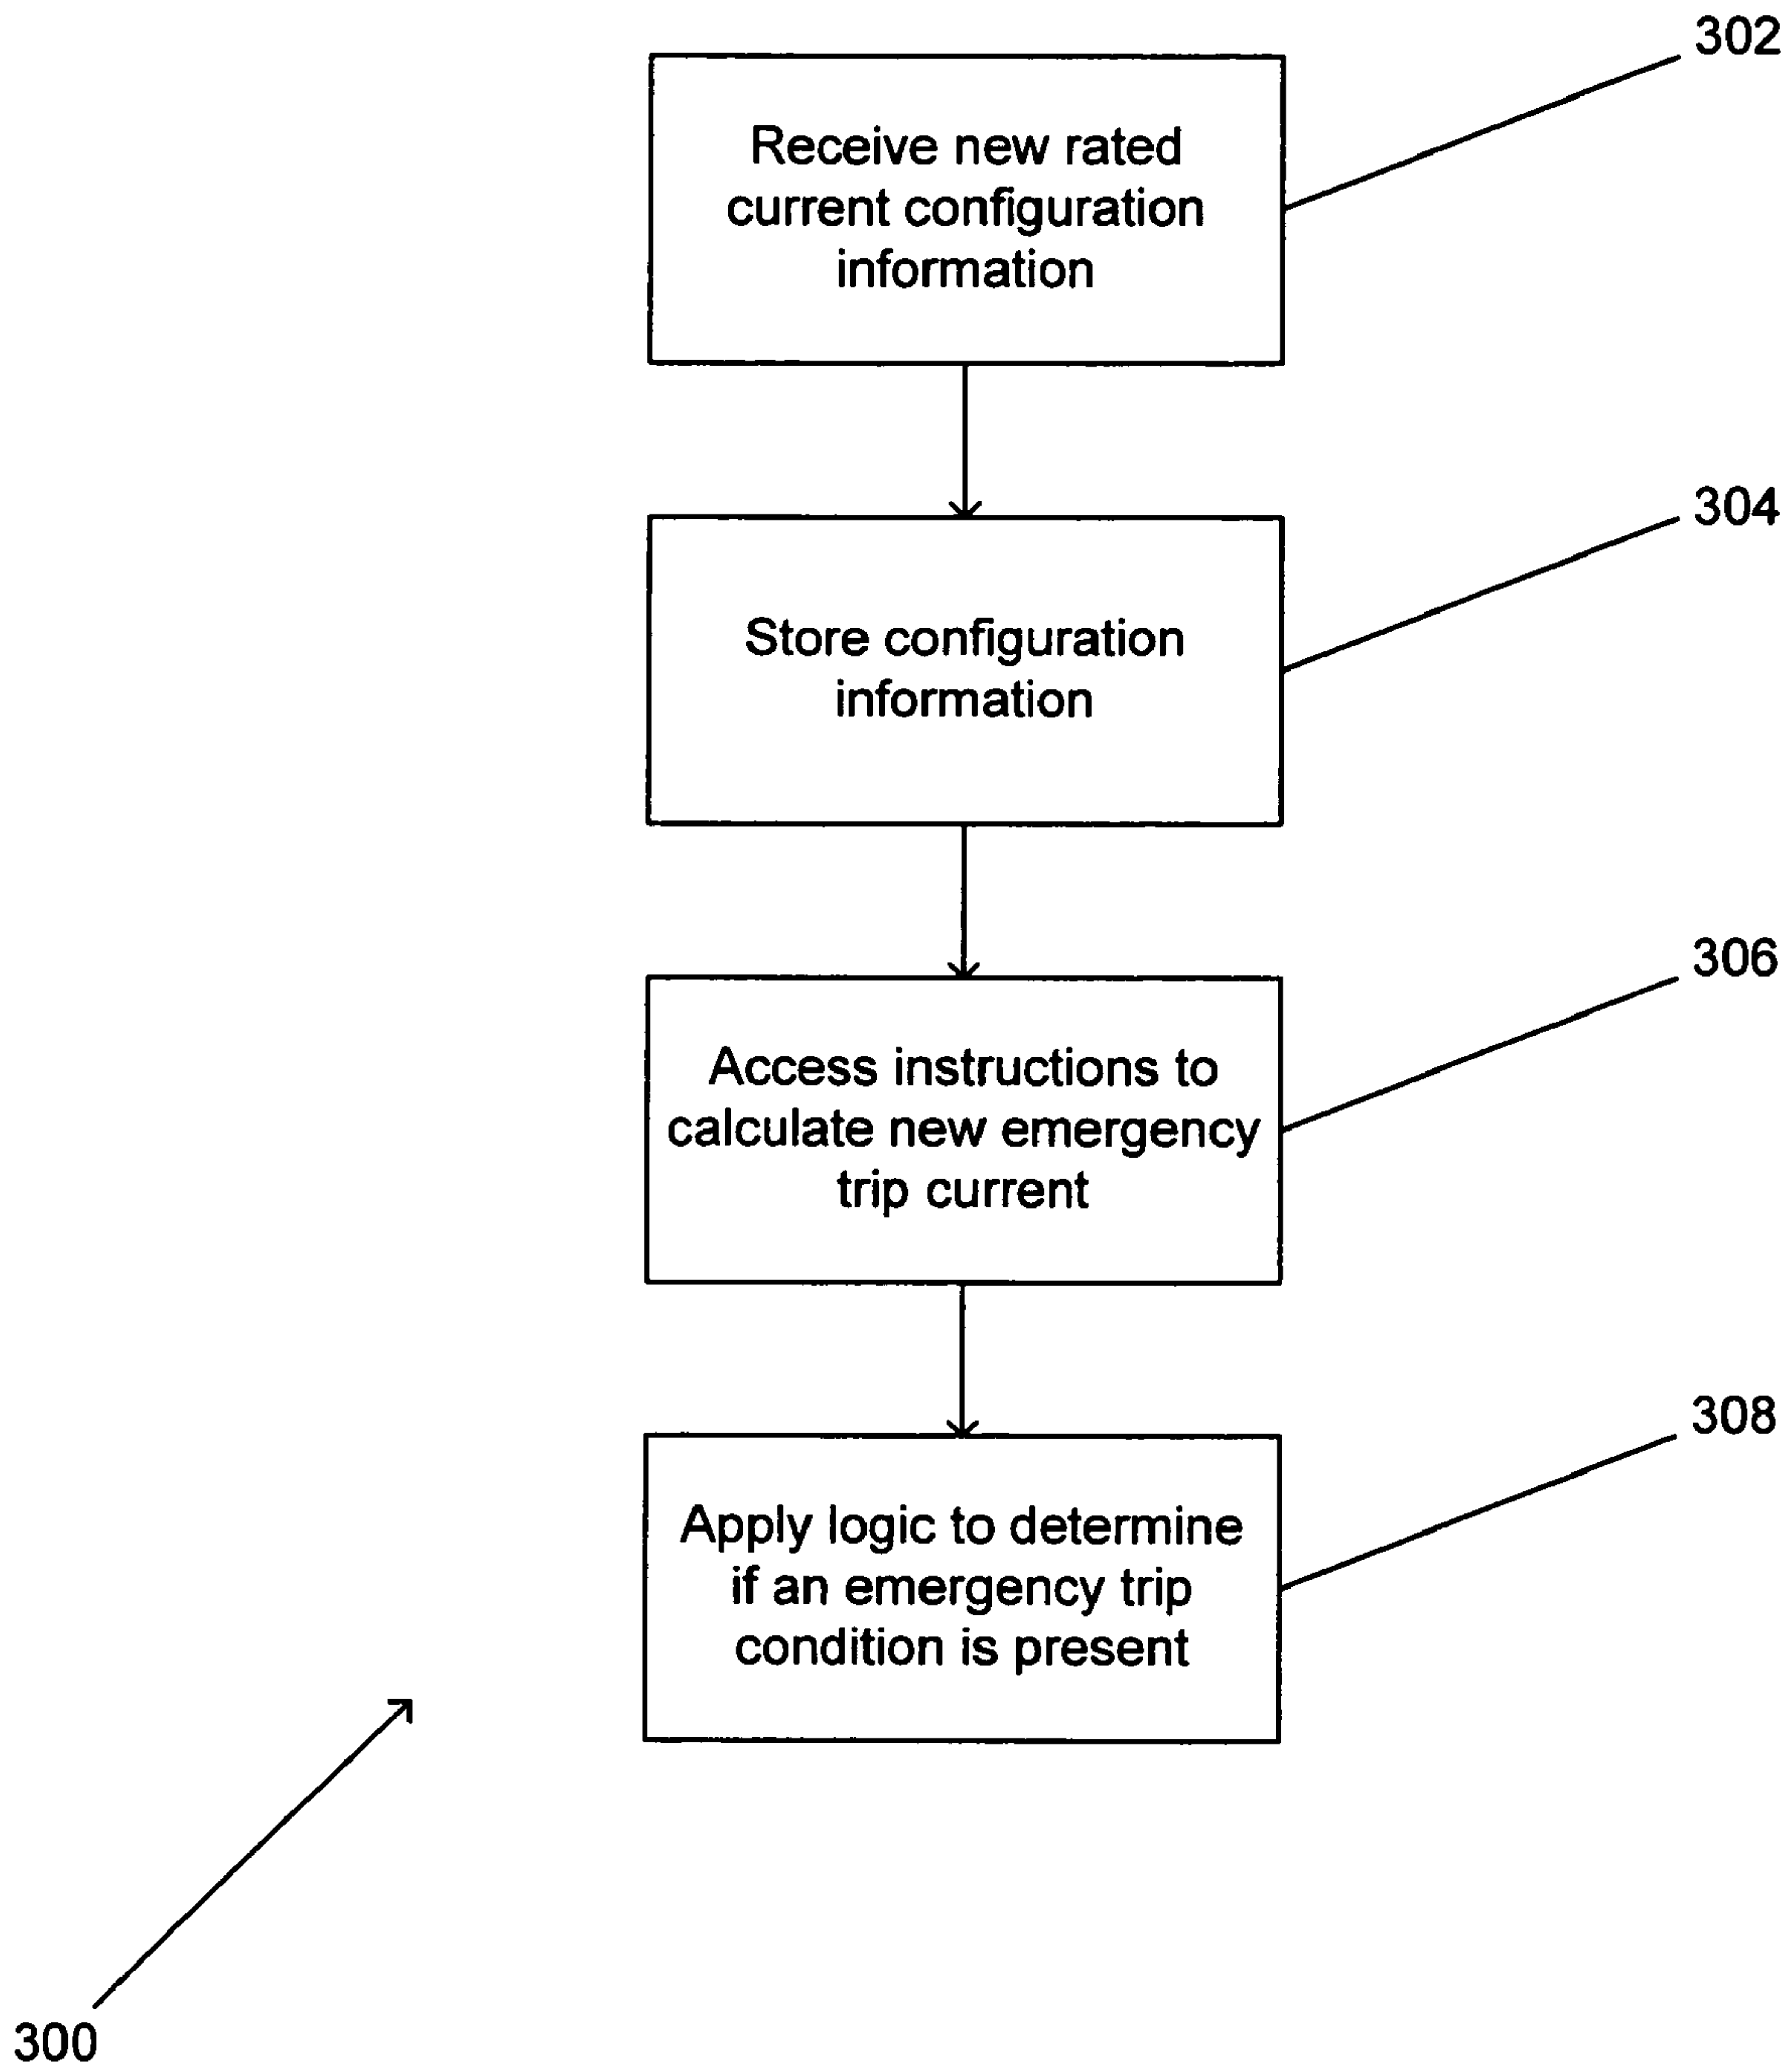 302
Receive new rated
current configuration
information
304
Store configuration
information
306
Access instructions to
calculate new emergency
trip current
308
Apply logic to determine
if an emergency trip
condition is present
300